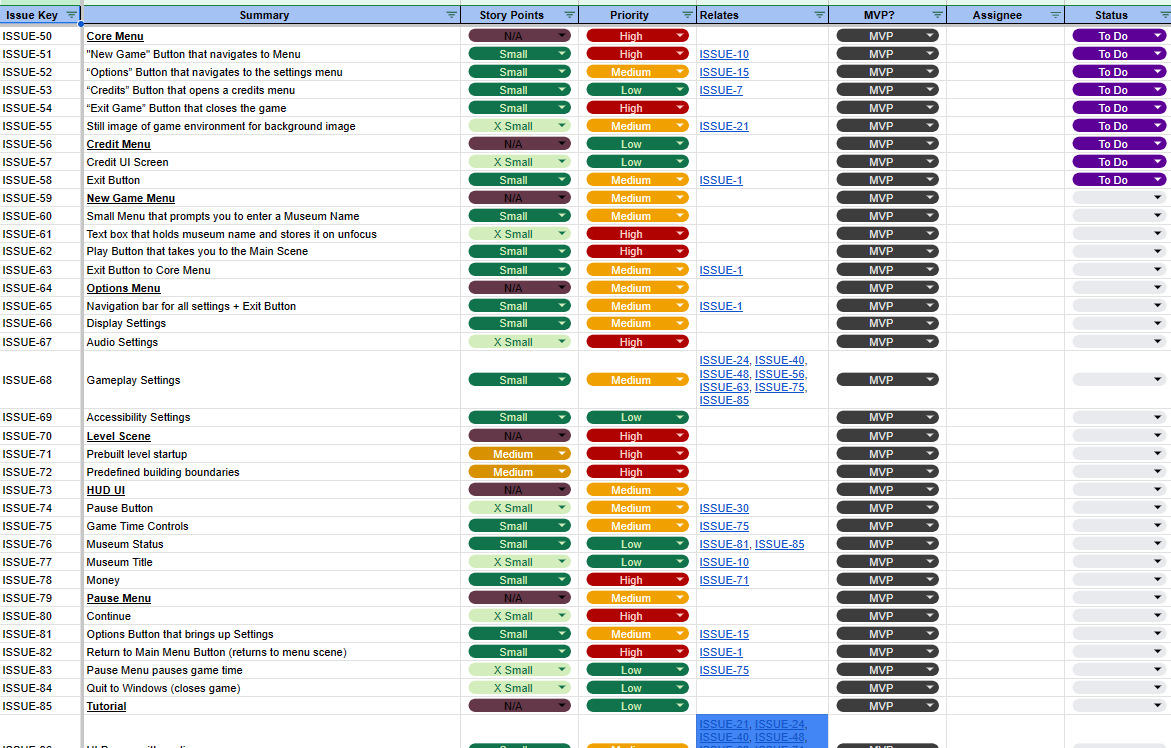 Issue Key Summary Story Points Priority Relates MVP? Assignee Status
ISSUE-50 Core Menu N/A High MVP To Do
ISSUE-51 "New Game" Button that navigates to Menu Small High ISSUE-10 MVP To Do
ISSUE-52 “Options” Button that navigates to the settings menu Small Medium ISSUE-15 MVP To Do
ISSUE-53 “Credits” Button that opens a credits menu Small Low ISSUE-7 MVP To Do
ISSUE-54 “Exit Game” Button that closes the game Small High MVP To Do
ISSUE-55 Still image of game environment for background image X Small Medium ISSUE-21 MVP To Do
ISSUE-56 Credit Menu N/A Low MVP To Do
ISSUE-57 Credit UI Screen X Small Low MVP To Do
ISSUE-58 Exit Button Small Medium ISSUE-1 MVP To Do
ISSUE-59 New Game Menu N/A Medium MVP
ISSUE-60 Small Menu that prompts you to enter a Museum Name Small Medium MVP
ISSUE-61 Text box that holds museum name and stores it on unfocus X Small High MVP
ISSUE-62 Play Button that takes you to the Main Scene Small High MVP
ISSUE-63 Exit Button to Core Menu Small Medium ISSUE-1 MVP
ISSUE-64 Options Menu N/A Medium MVP
ISSUE-65 Navigation bar for all settings + Exit Button Small Medium ISSUE-1 MVP
ISSUE-66 Display Settings Small Medium MVP
ISSUE-67 Audio Settings X Small High MVP
ISSUE-68 Gameplay Settings Small Medium ISSUE-24, ISSUE-40, MVP
ISSUE-48, ISSUE-56,
ISSUE-63, ISSUE-75,
ISSUE-85
ISSUE-69 Accessibility Settings Small Low MVP
ISSUE-70 Level Scene N/A High MVP
ISSUE-71 Prebuilt level startup Medium High MVP
ISSUE-72 Predefined building boundaries Medium High MVP
ISSUE-73 HUD UI N/A Medium MVP
ISSUE-74 Pause Button X Small Medium ISSUE-30 MVP
ISSUE-75 Game Time Controls Small Medium ISSUE-75 MVP
ISSUE-76 Museum Status Small Low ISSUE-81, ISSUE-85 MVP
ISSUE-77 Museum Title X Small Low ISSUE-10 MVP
ISSUE-78 Money Small High ISSUE-71 MVP
ISSUE-79 Pause Menu N/A Medium MVP
ISSUE-80 Continue X Small High MVP
ISSUE-81 Options Button that brings up Settings Small Medium ISSUE-15 MVP
ISSUE-82 Return to Main Menu Button (returns to menu scene) Small High ISSUE-1 MVP
ISSUE-83 Pause Menu pauses game time X Small Low ISSUE-75 MVP
ISSUE-84 Quit to Windows (closes game) X Small Low MVP
ISSUE-85 Tutorial N/A Low MVP
ISSUE-21, ISSUE-24,
ISSUE-40, ISSUE-48,